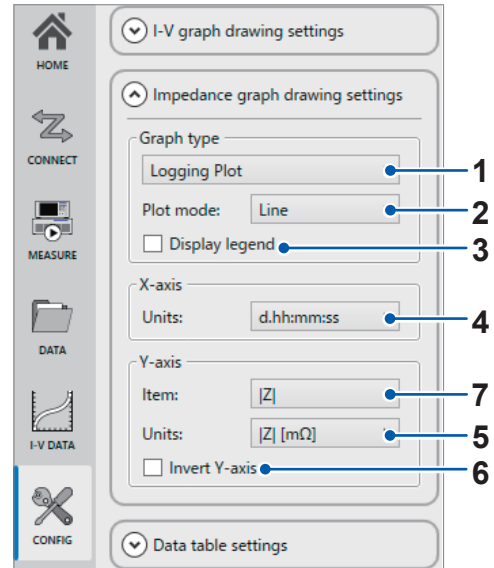 HOME
CONNECT
MEASURE
DATA
I-V DATA
CONFIG
I-V graph drawing settings
Impedance graph drawing settings
Graph type
Logging Plot 1
Plot mode: Line 2
Display legend 3
X-axis
Units: d.hh:mm:ss 4
Y-axis
Item: |Z| 7
Units: |Z| [mΩ] 5
Invert Y-axis 6
Data table settings